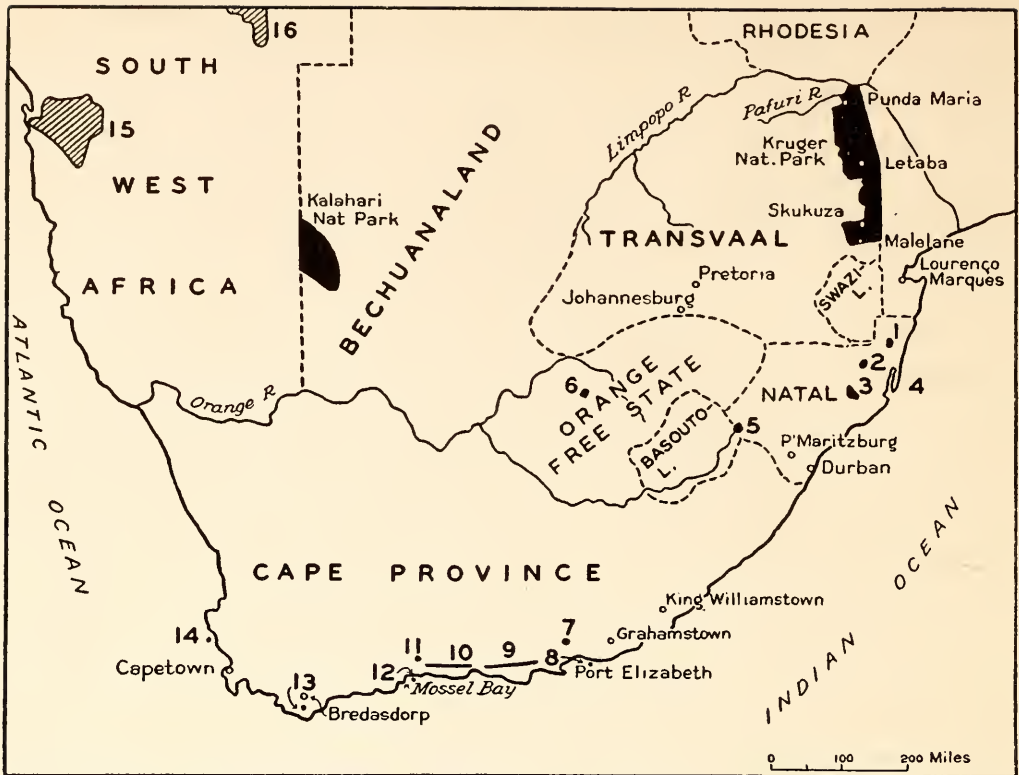 16
RHODESIA
SOUTH
15
Limpopo R
Pafuri R
Punda Maria
Kruger
Nat. Park
Letaba
WEST
Kalahari
Nat Park
BECHUANALAND
Skukuza
TRANSVAAL
Malelane
AFRICA
Pretoria
Johannesburg
SWAZI
L.
Lourenço
Marques
ATLANTIC
OCEAN
1
2
3
4
6
ORANGE
FREE STATE
NATAL
Orange R
BASOUTO
L.
5
P'Maritzburg
Durban
CAPE PROVINCE
King Williamstown
INDIAN
OCEAN
14
11
10
9
7
Grahamstown
Capetown
12
8
Port Elizabeth
Mossel Bay
13
Bredasdorp
0 100 200 Miles